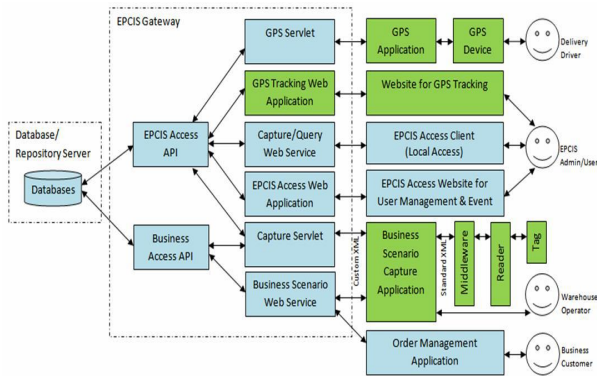 EPCIS Gateway
GPS Servlet
GPS
Application
GPS
Device
Delivery
Driver
GPS Tracking Web
Application
Website for GPS Tracking
Database/
Repository Server
EPCIS Access
API
Capture/Query
Web Service
EPCIS Access Client
(Local Access)
EPCIS
Admin/User
Databases
EPCIS Access Web
Application
EPCIS Access Website for
User Management & Event
Business
Access API
Capture Servlet
Custom XML
Business
Scenario
Capture
Application
Standard XML
Middleware
Reader
Tag
Business Scenario
Web Service
Warehouse
Operator
Order Management
Application
Business
Customer